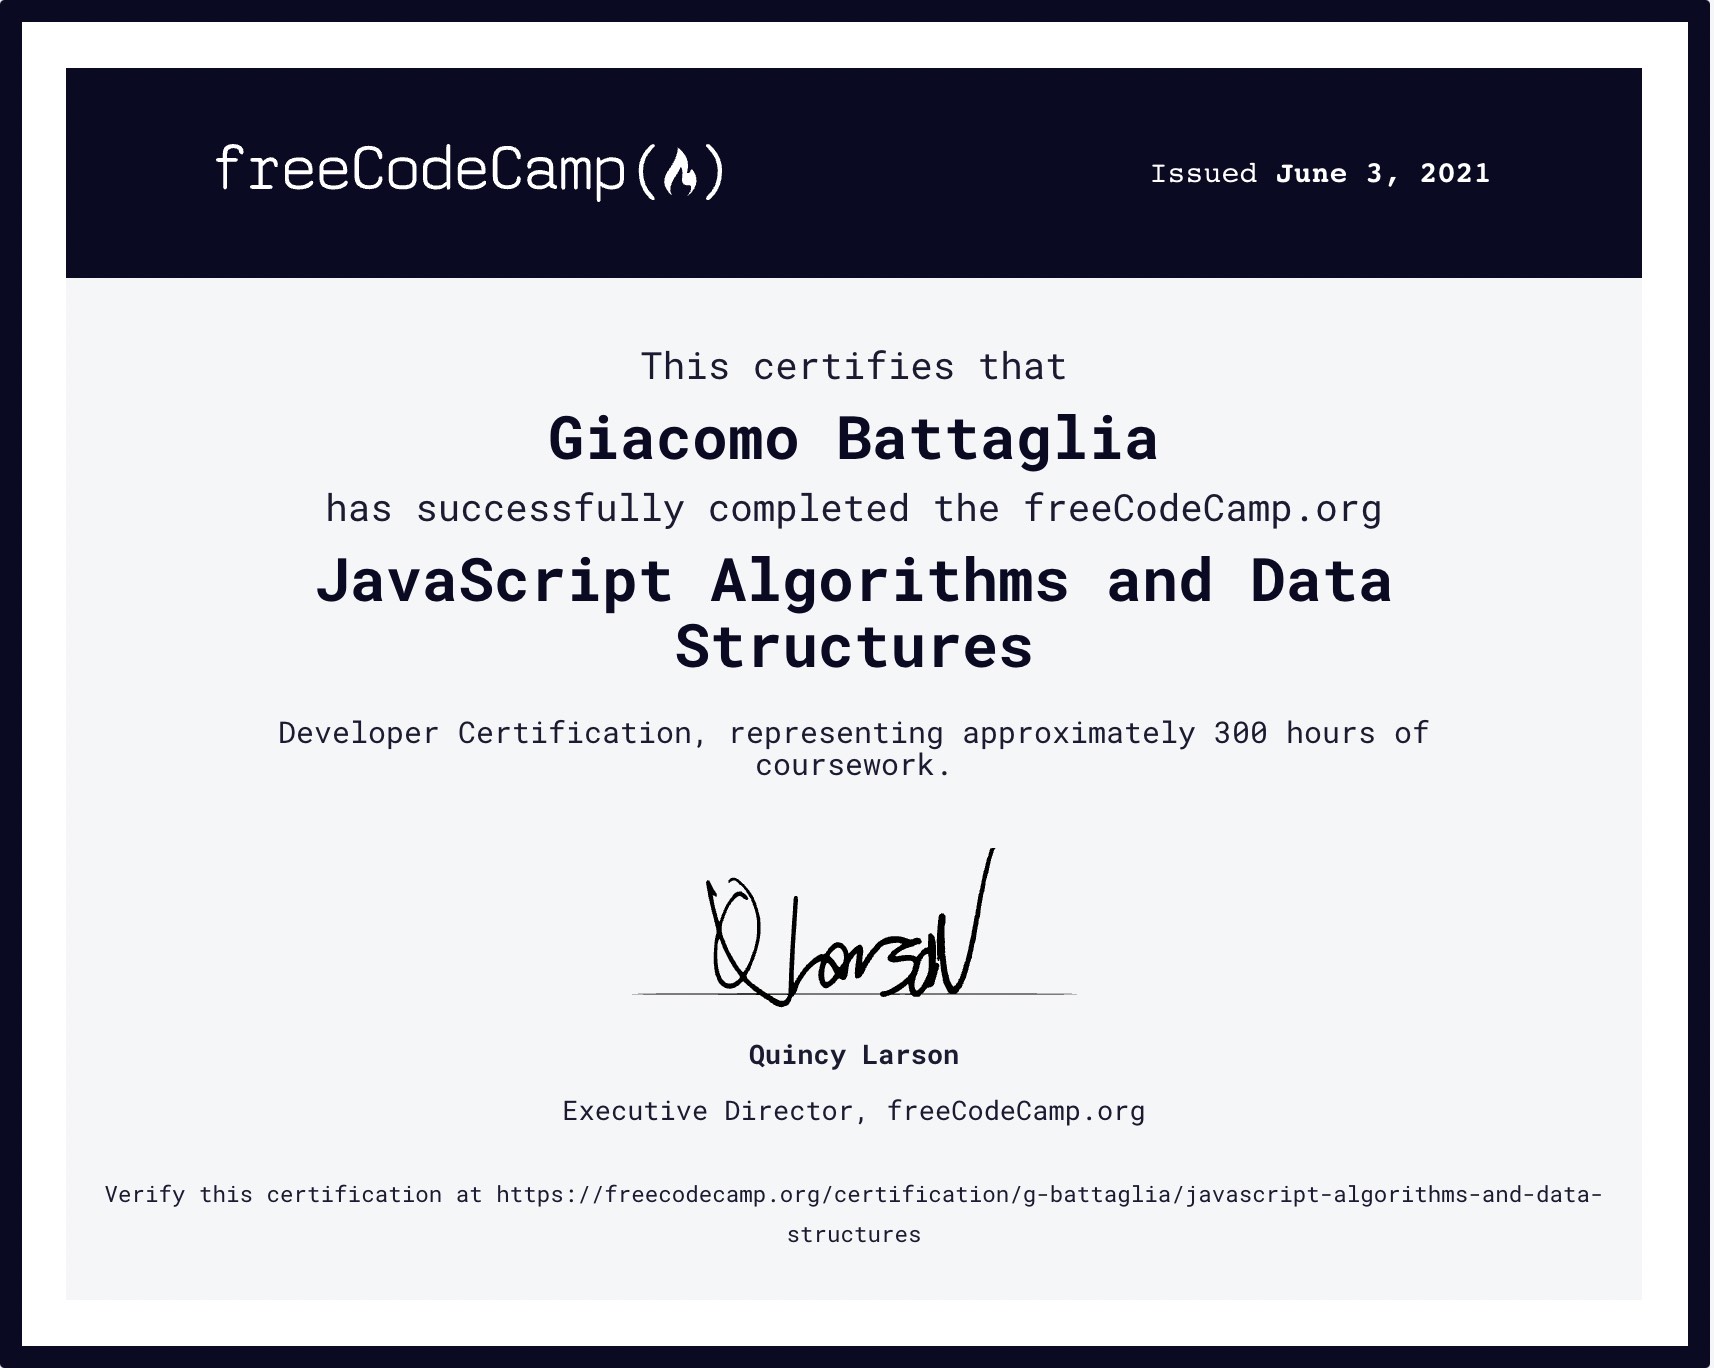 freeCodeCamp(🔥)
Issued June 3, 2021
This certifies that
Giacomo Battaglia
has successfully completed the freeCodeCamp.org
JavaScript Algorithms and Data
Structures
Developer Certification, representing approximately 300 hours of
coursework.
Q Larson
Quincy Larson
Executive Director, freeCodeCamp.org
Verify this certification at https://freecodecamp.org/certification/g-battaglia/javascript-algorithms-and-data-
structures